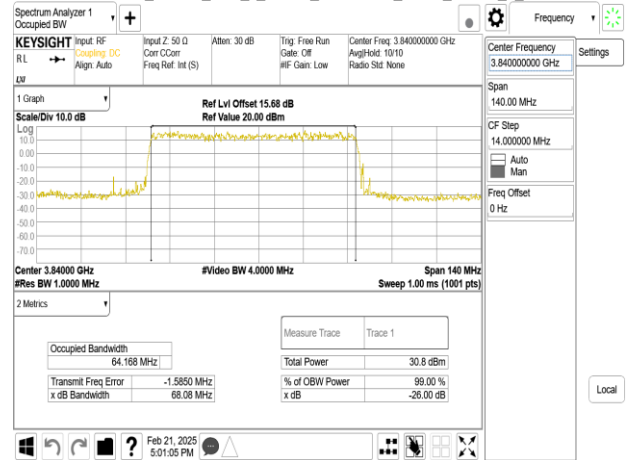 Spectrum Analyzer 1
Occupied BW
Frequency
KEYSIGHT
RL
Input: RF
Coupling: DC
Align: Auto
Input Z: 50 Ω
Corr CCorr
Freq Ref: Int (S)
Atten: 30 dB
Trig: Free Run
Gate: Off
#IF Gain: Low
Center Freq: 3.840000000 GHz
Avg|Hold: 10/10
Radio Std: None
LXI
Center Frequency
3.840000000 GHz
Settings
Span
140.00 MHz
CF Step
14.000000 MHz
Auto
Man
Freq Offset
0 Hz
Local
1 Graph
Scale/Div 10.0 dB
Ref Lvl Offset 15.68 dB
Ref Value 20.00 dBm
Log
10.0
0.00
-10.0
-20.0
-30.0
-40.0
-50.0
-60.0
-70.0
Center 3.84000 GHz
#Video BW 4.0000 MHz
Span 140 MHz
#Res BW 1.0000 MHz
Sweep 1.00 ms (1001 pts)
2 Metrics
Measure Trace Trace 1
Occupied Bandwidth
64.168 MHz
Total Power 30.8 dBm
Transmit Freq Error -1.5850 MHz
% of OBW Power 99.00 %
x dB Bandwidth 68.08 MHz
x dB -26.00 dB
Feb 21, 2025
5:01:05 PM